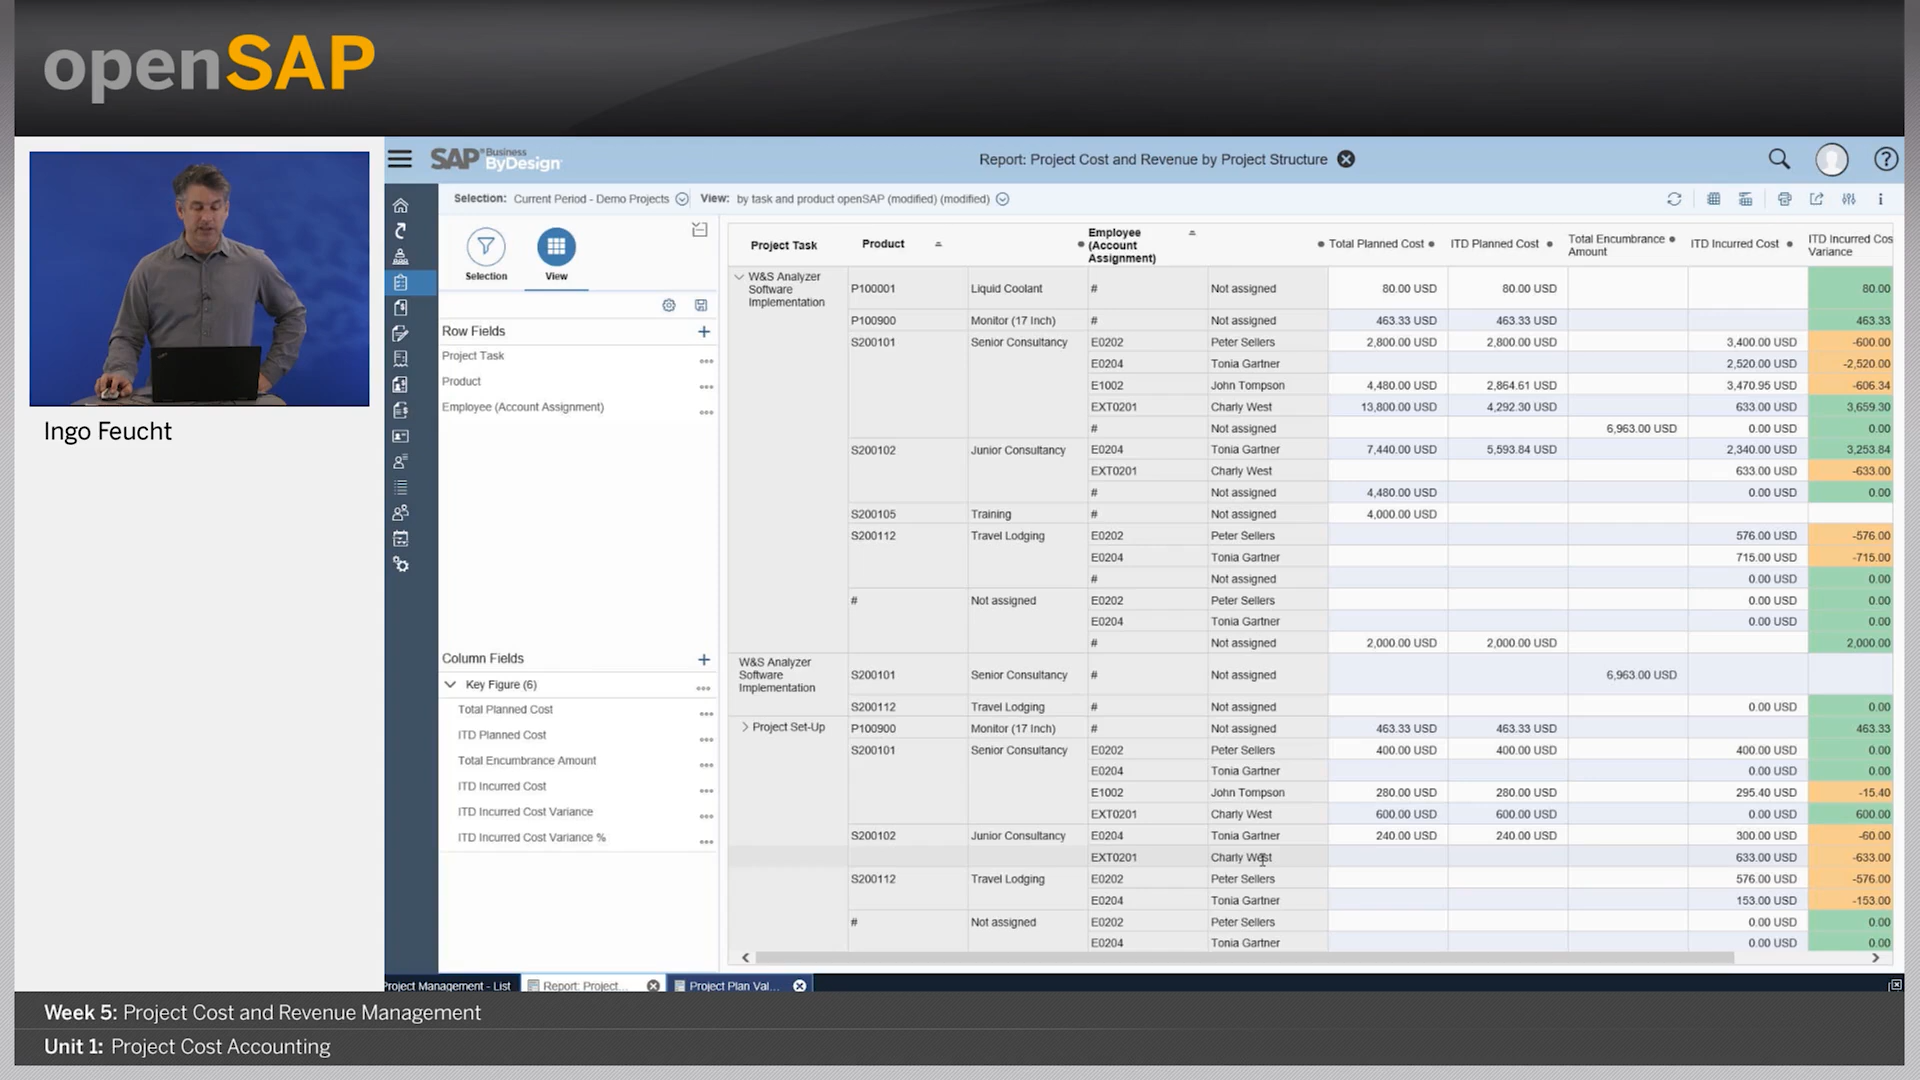 openSAP
Ingo Feucht
SAP Business ByDesign
Report: Project Cost and Revenue by Project Structure
Selection: Current Period - Demo Projects View: by task and product openSAP (modified) (modified)
Selection View
Row Fields
Project Task
Product
Employee (Account Assignment)
Column Fields
Key Figure (6)
Total Planned Cost
ITD Planned Cost
Total Encumbrance Amount
ITD Incurred Cost
ITD Incurred Cost Variance
ITD Incurred Cost Variance %
Project Task Product Employee (Account Assignment) Total Planned Cost ITD Planned Cost Total Encumbrance Amount ITD Incurred Cost ITD Incurred Cos Variance
W&S Analyzer Software Implementation P100001 Liquid Coolant # Not assigned 80.00 USD 80.00 USD 80.00
P100900 Monitor (17 Inch) # Not assigned 463.33 USD 463.33 USD 463.33
S200101 Senior Consultancy E0202 Peter Sellers 2,800.00 USD 2,800.00 USD 3,400.00 USD -600.00
E0204 Tonia Gartner 2,520.00 USD -2,520.00
E1002 John Tompson 4,480.00 USD 2,864.61 USD 3,470.95 USD -606.34
EXT0201 Charly West 13,800.00 USD 4,292.30 USD 633.00 USD 3,659.30
# Not assigned 6,963.00 USD 0.00 USD 0.00
S200102 Junior Consultancy E0204 Tonia Gartner 7,440.00 USD 5,593.84 USD 2,340.00 USD 3,253.84
EXT0201 Charly West 633.00 USD -633.00
# Not assigned 4,480.00 USD 0.00 USD 0.00
S200105 Training # Not assigned 4,000.00 USD
S200112 Travel Lodging E0202 Peter Sellers 576.00 USD -576.00
E0204 Tonia Gartner 715.00 USD -715.00
# Not assigned 0.00 USD 0.00
# Not assigned E0202 Peter Sellers 0.00 USD 0.00
E0204 Tonia Gartner 0.00 USD 0.00
# Not assigned 2,000.00 USD 2,000.00 USD 2,000.00
W&S Analyzer Software Implementation S200101 Senior Consultancy # Not assigned 6,963.00 USD
S200112 Travel Lodging # Not assigned 0.00 USD 0.00
Project Set-Up P100900 Monitor (17 Inch) # Not assigned 463.33 USD 463.33 USD 463.33
S200101 Senior Consultancy E0202 Peter Sellers 400.00 USD 400.00 USD 400.00 USD 0.00
E0204 Tonia Gartner 0.00 USD 0.00
E1002 John Tompson 280.00 USD 280.00 USD 295.40 USD -15.40
EXT0201 Charly West 600.00 USD 600.00 USD 0.00 USD 600.00
S200102 Junior Consultancy E0204 Tonia Gartner 240.00 USD 240.00 USD 300.00 USD -60.00
EXT0201 Charly West 633.00 USD -633.00
S200112 Travel Lodging E0202 Peter Sellers 576.00 USD -576.00
E0204 Tonia Gartner 153.00 USD -153.00
# Not assigned E0202 Peter Sellers 0.00 USD 0.00
E0204 Tonia Gartner 0.00 USD 0.00
Project Management - List Report: Project... Project Plan Val...
Week 5: Project Cost and Revenue Management
Unit 1: Project Cost Accounting